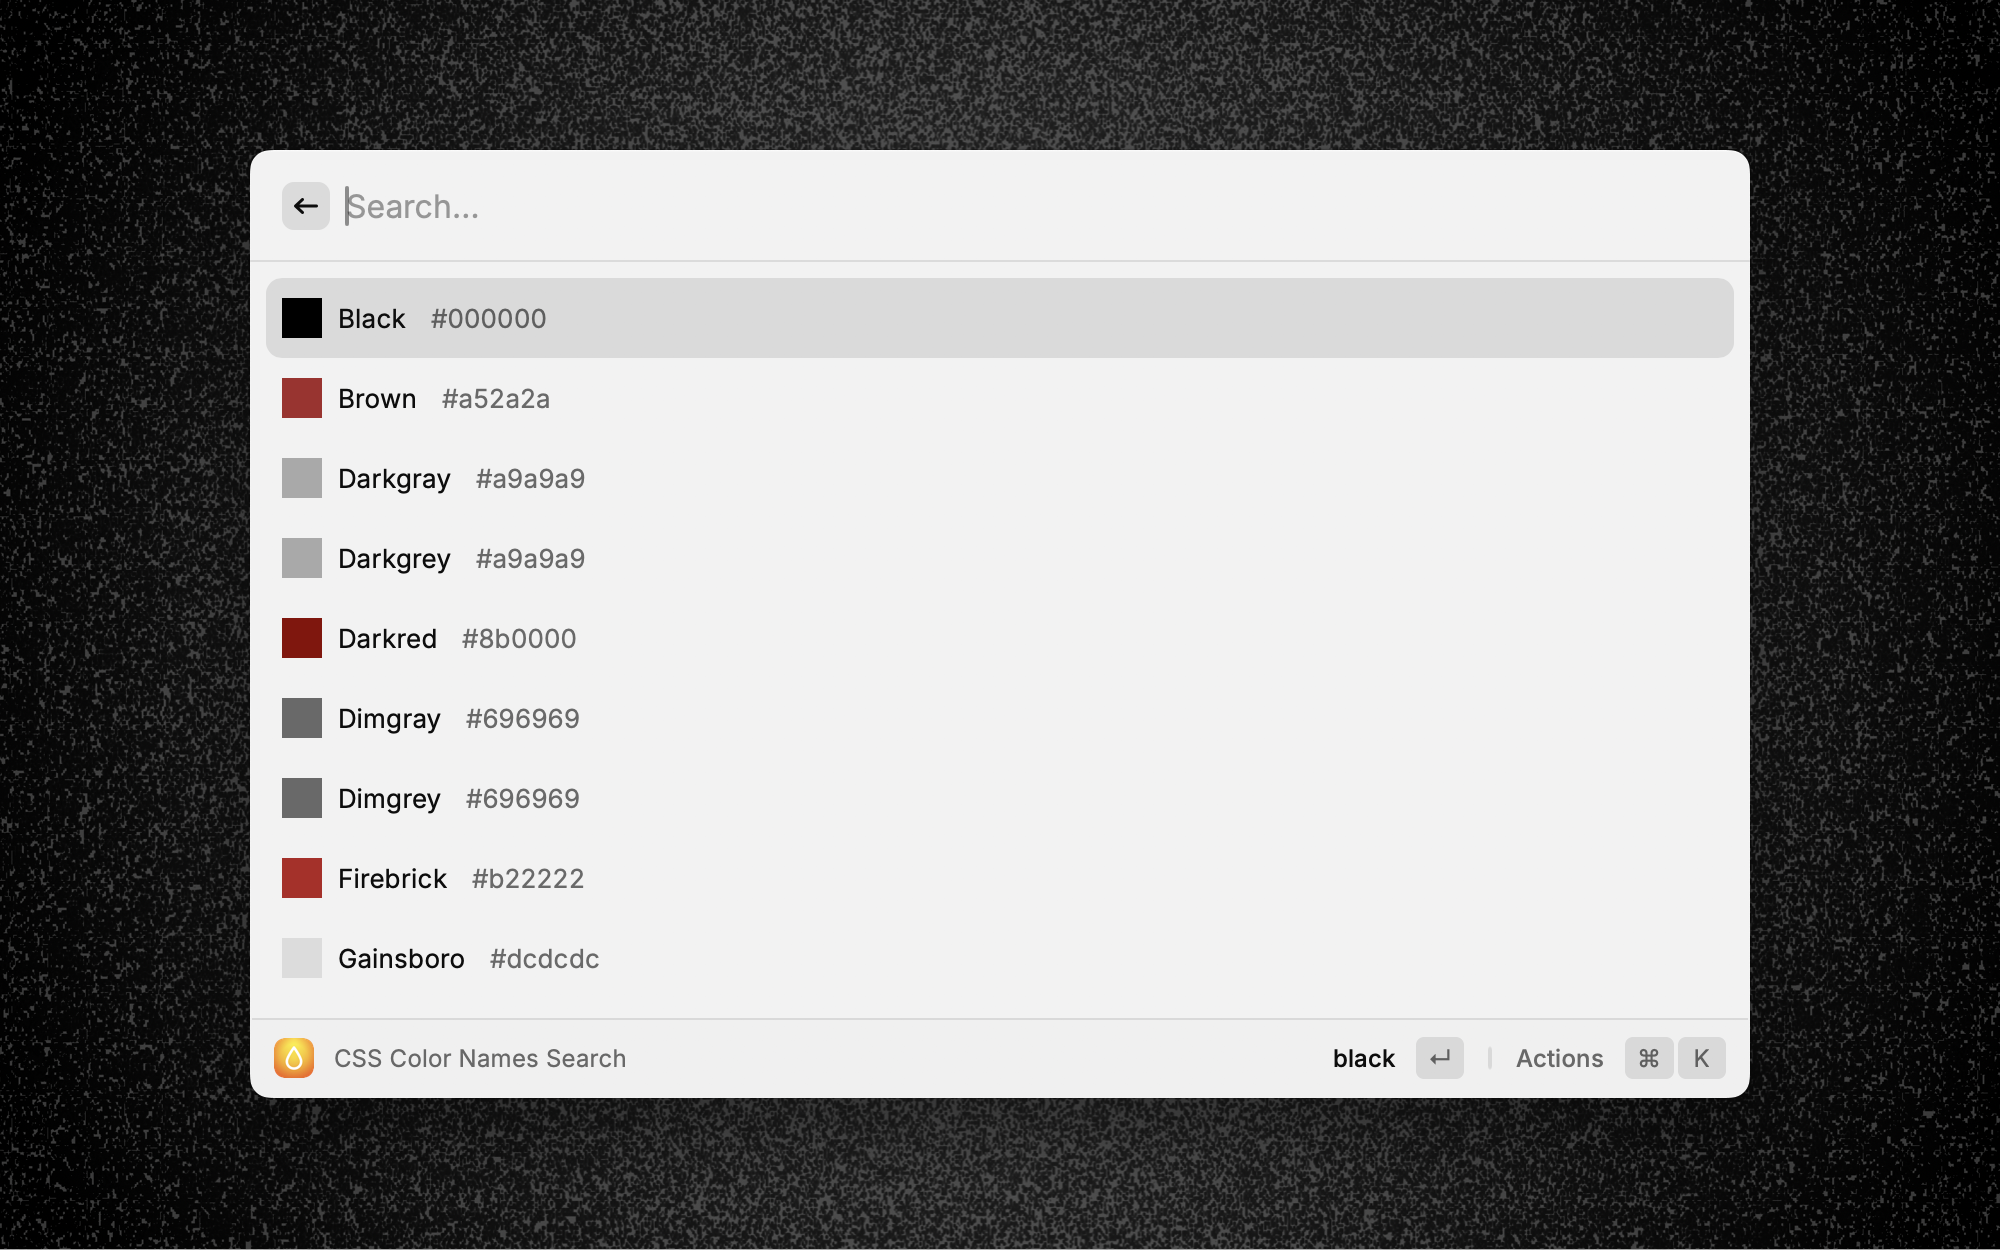 Search...
Black #000000
Brown #a52a2a
Darkgray #a9a9a9
Darkgrey #a9a9a9
Darkred #8b0000
Dimgray #696969
Dimgrey #696969
Firebrick #b22222
Gainsboro #dcdcdc
CSS Color Names Search black ↵ Actions ⌘ K